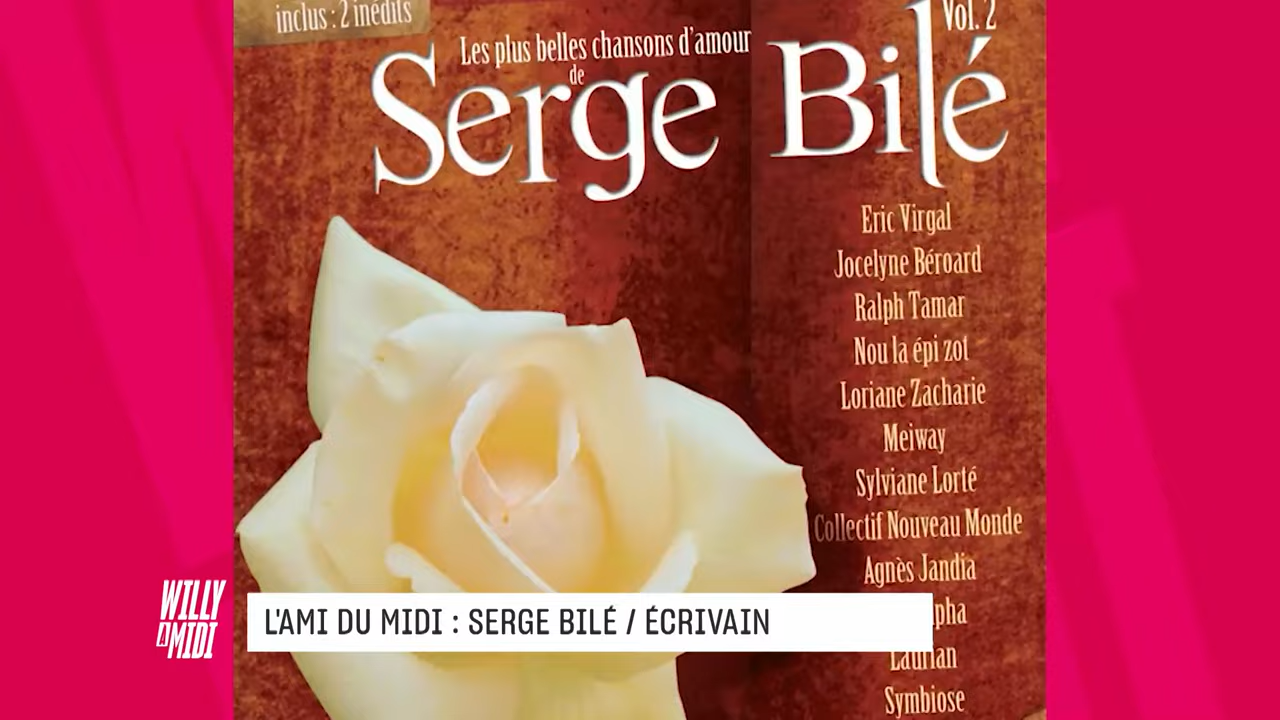 inclus : 2 inédits
Vol. 2
Les plus belles chansons d'amour
de
Serge Bilé
Eric Virgal
Jocelyne Béroard
Ralph Tamar
Nou la épi zot
Loriane Zacharie
Meiway
Sylviane Lorté
Collectif Nouveau Monde
Agnès Jandia
Laurian
Symbiose
WILLY
À MIDI
L'AMI DU MIDI : SERGE BILÉ / ÉCRIVAIN